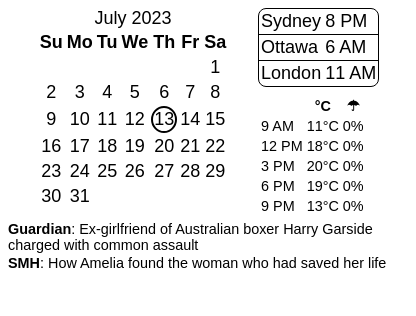 July 2023
Su Mo Tu We Th Fr Sa
1
2 3 4 5 6 7 8
9 10 11 12 13 14 15
16 17 18 19 20 21 22
23 24 25 26 27 28 29
30 31
Sydney 8 PM
Ottawa 6 AM
London 11 AM
°C ☂
9 AM 11°C 0%
12 PM 18°C 0%
3 PM 20°C 0%
6 PM 19°C 0%
9 PM 13°C 0%
Guardian: Ex-girlfriend of Australian boxer Harry Garside
charged with common assault
SMH: How Amelia found the woman who had saved her life